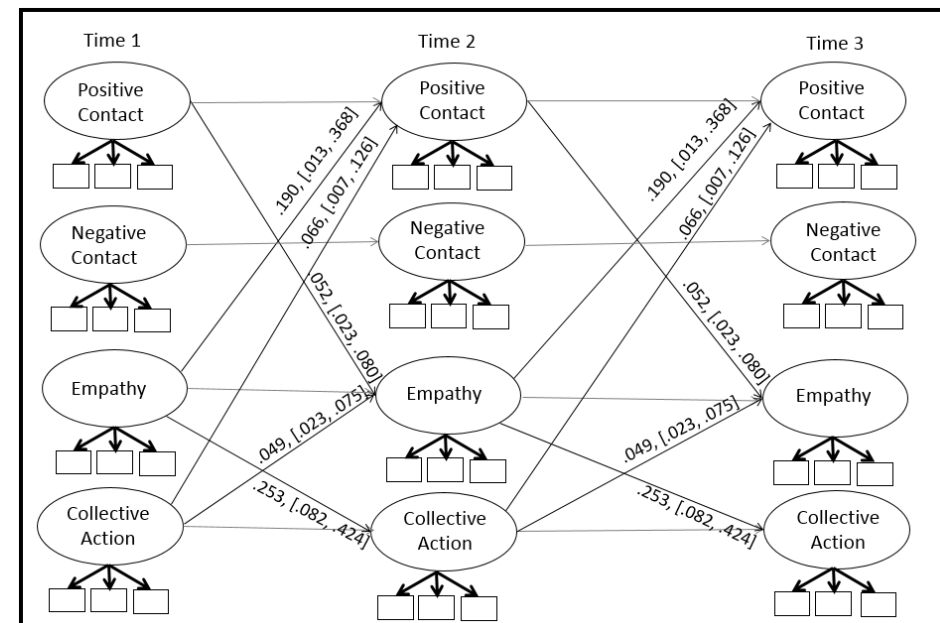 Time 1
Time 2
Time 3
Positive
Contact
Positive
Contact
Positive
Contact
.190, [.013, .368]
.066, [.007, .126]
.190, [.013, .368]
.066, [.007, .126]
Negative
Contact
Negative
Contact
Negative
Contact
.052, [.023, .080]
.052, [.023, .080]
Empathy
Empathy
Empathy
.049, [.023, .075]
.049, [.023, .075]
.253, [.082, .424]
.253, [.082, .424]
Collective
Action
Collective
Action
Collective
Action